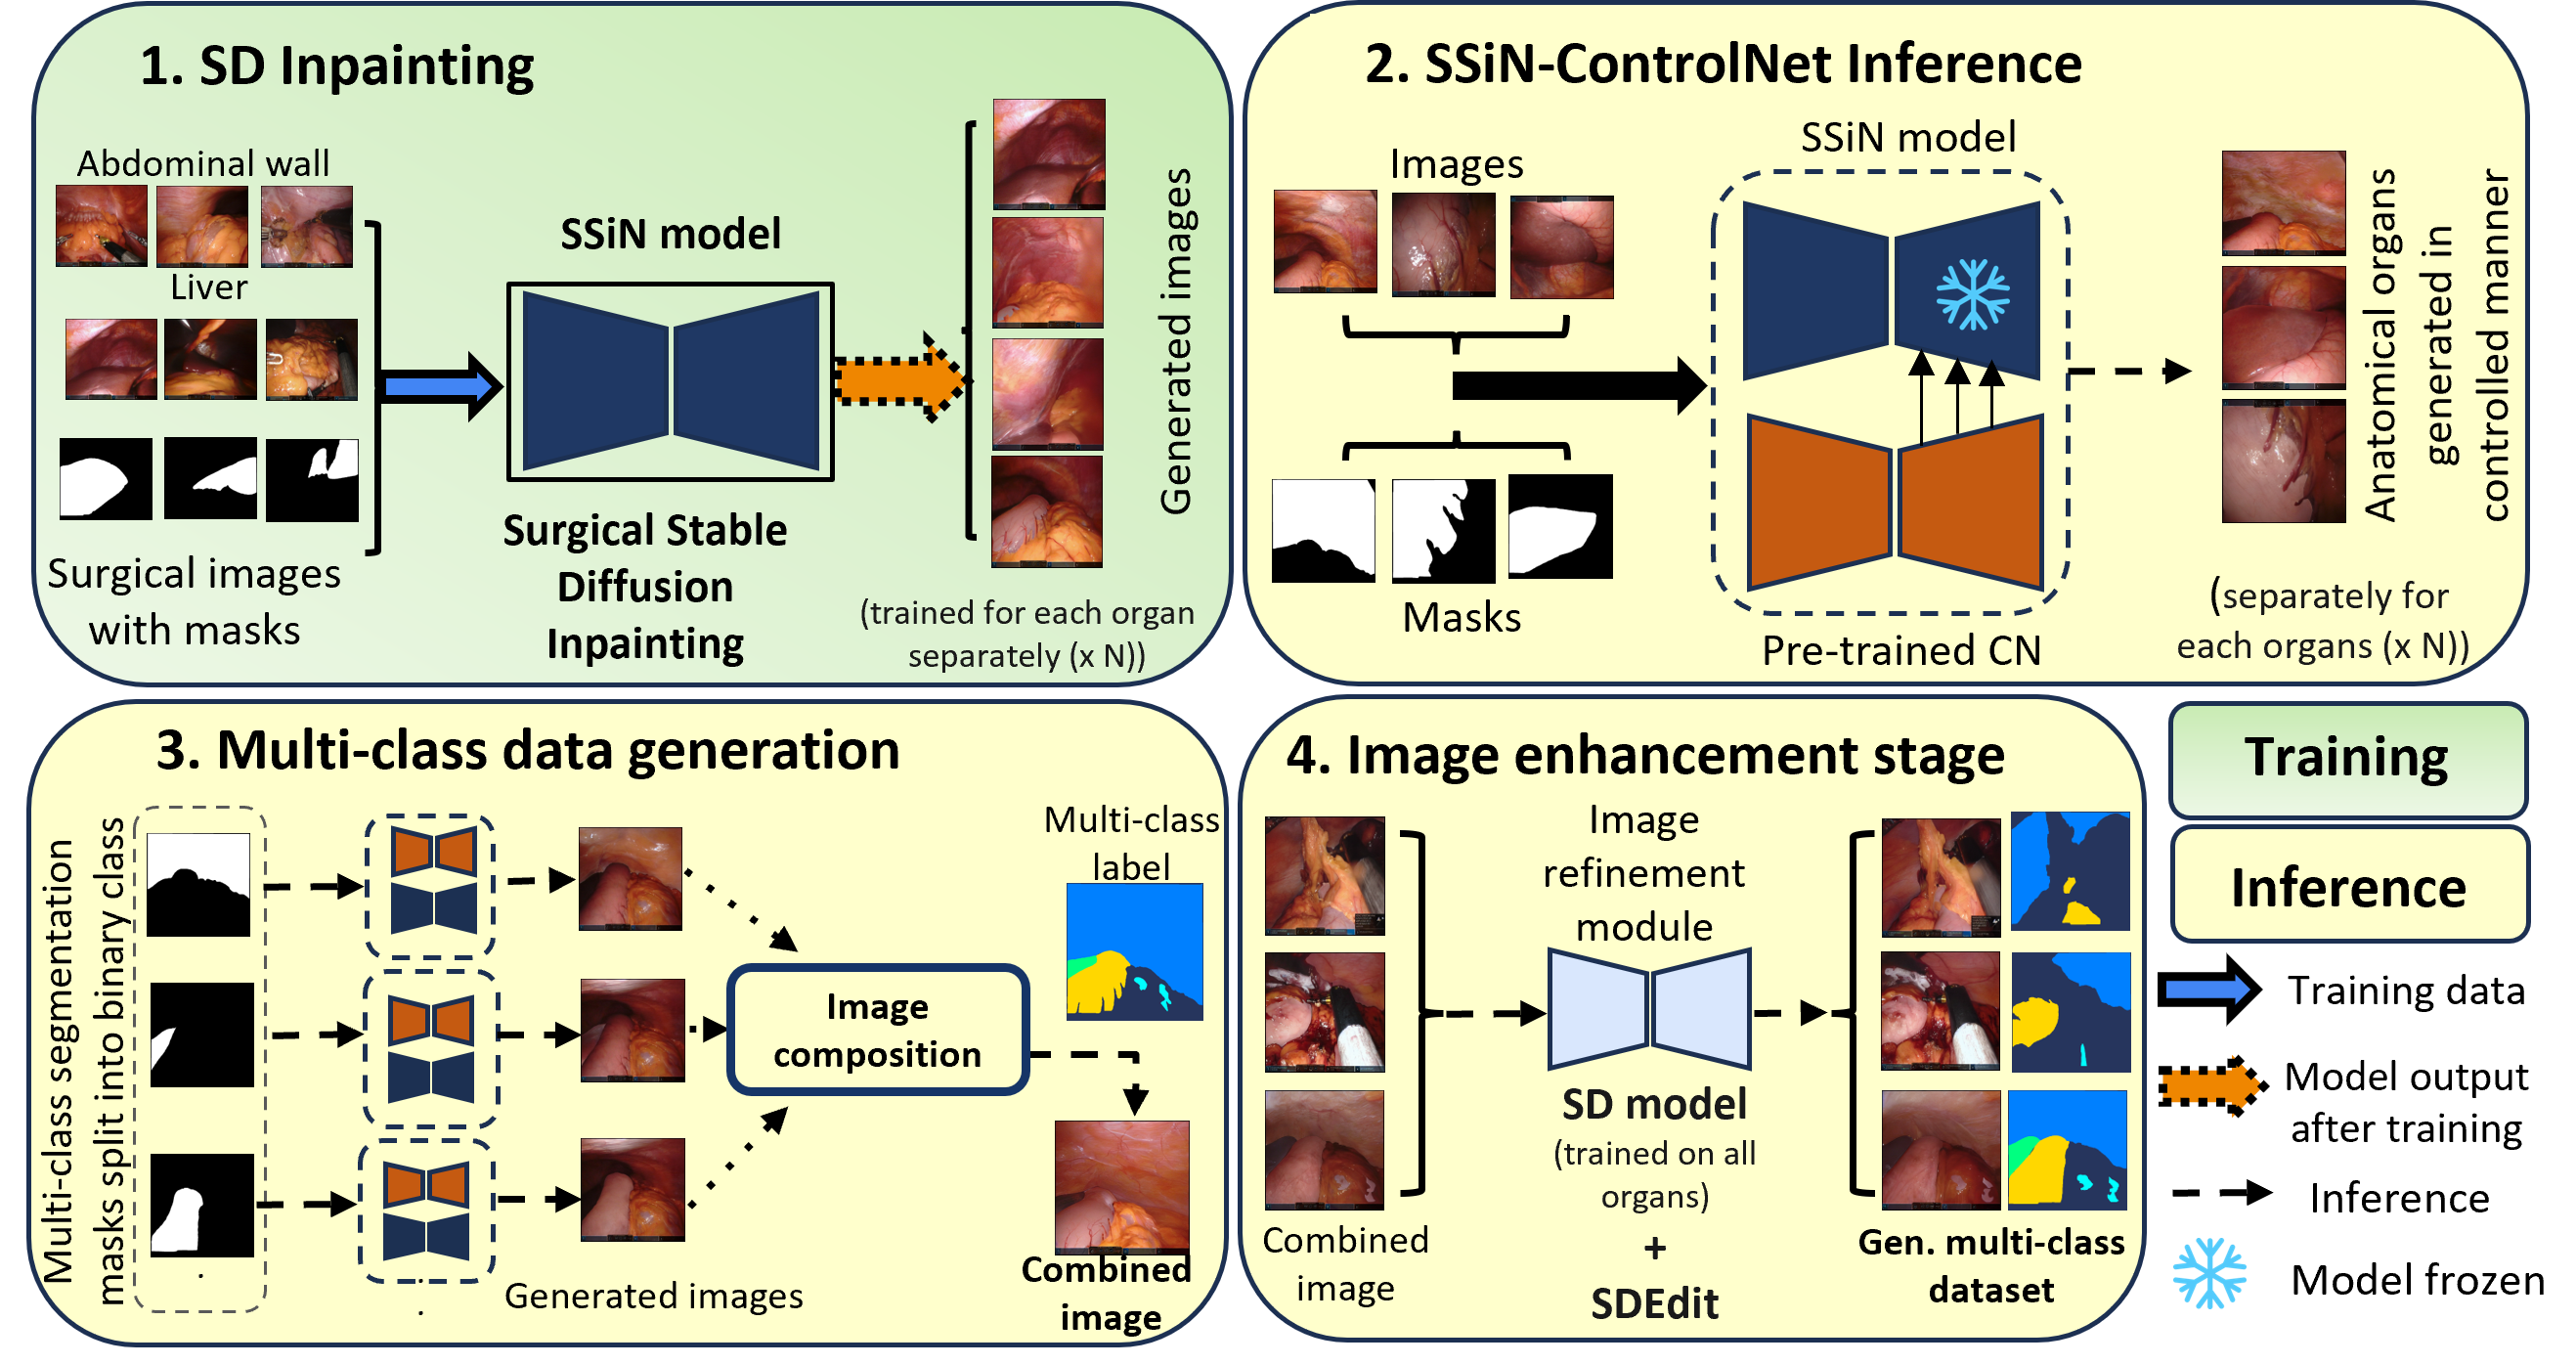 1. SD Inpainting
Abdominal wall
Liver
Surgical images
with masks
SSiN model
Surgical Stable
Diffusion
Inpainting
Generated images
(trained for each organ
separately (x N))
2. SSiN-ControlNet Inference
Images
Masks
SSiN model
Pre-trained CN
Anatomical organs
generated in
controlled manner
(separately for
each organs (x N))
3. Multi-class data generation
Multi-class segmentation
masks split into binary class
Generated images
Image
composition
Multi-class
label
Combined
image
4. Image enhancement stage
Combined
image
Image
refinement
module
SD model
(trained on all
organs)
+
SDEdit
Gen. multi-class
dataset
Training
Inference
Training data
Model output
after training
Inference
Model frozen